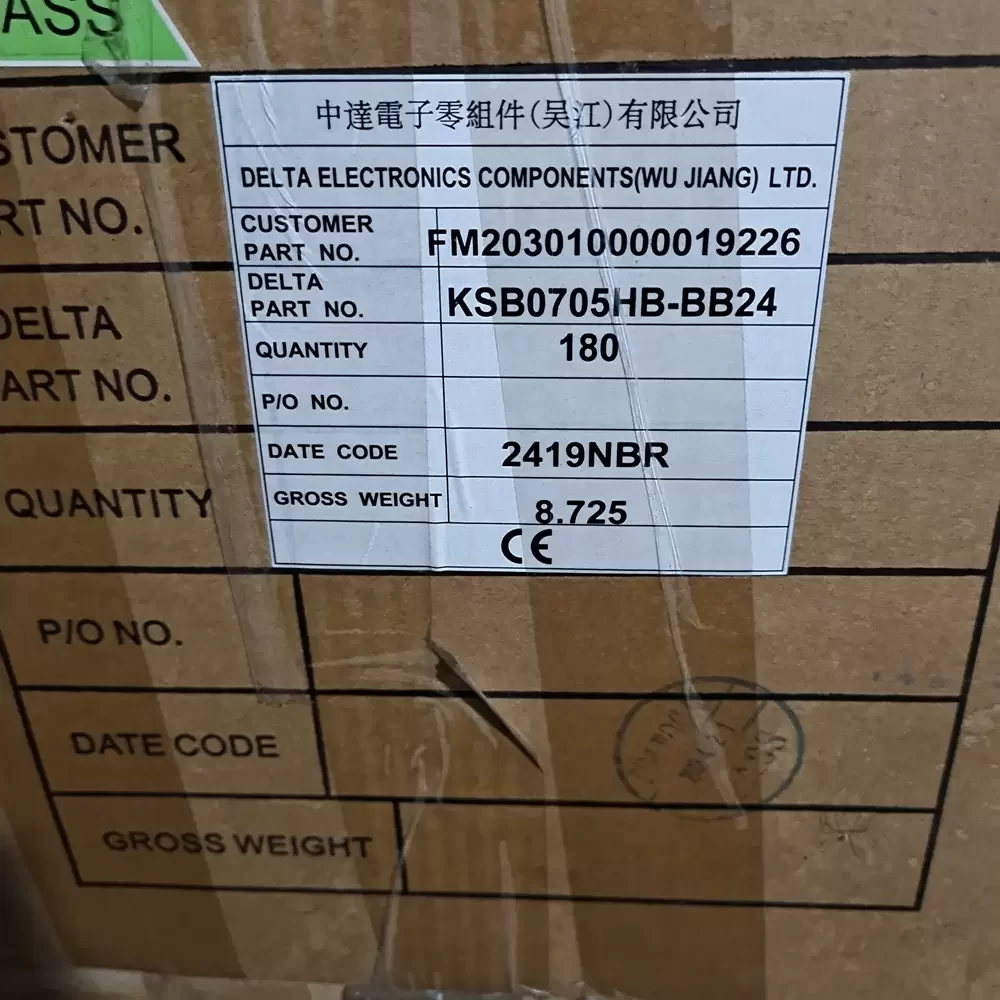 ASS
中達電子零組件(吴江)有限公司
DELTA ELECTRONICS COMPONENTS(WU JIANG) LTD.
CUSTOMER
PART NO.
FM203010000019226
DELTA
PART NO.
KSB0705HB-BB24
QUANTITY
180
P/O NO.
DATE CODE
2419NBR
GROSS WEIGHT
8.725
CE
STOMER
RT NO.
DELTA
ART NO.
QUANTITY
P/O NO.
DATE CODE
GROSS WEIGHT